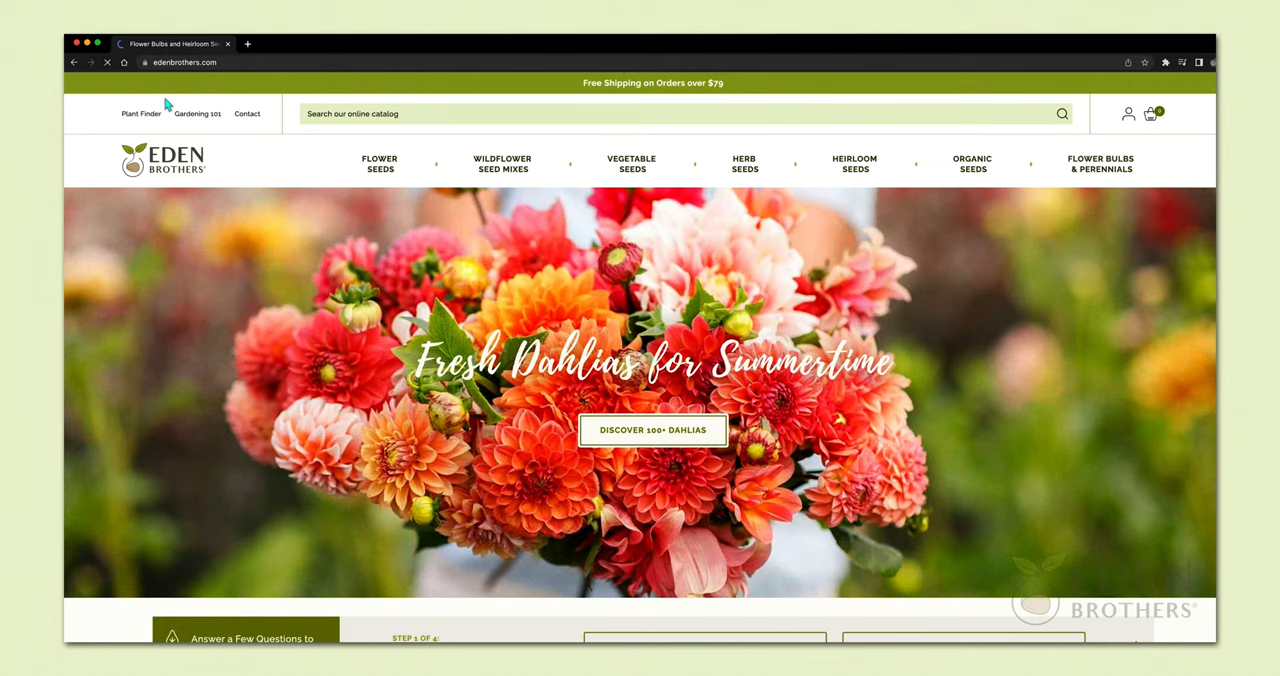 Flower Bulbs and Heirloom Se
edenbrothers.com
Free Shipping on Orders over $79
Plant Finder
Gardening 101
Contact
Search our online catalog
0
EDEN
BROTHERS®
FLOWER
SEEDS
WILDFLOWER
SEED MIXES
VEGETABLE
SEEDS
HERB
SEEDS
HEIRLOOM
SEEDS
ORGANIC
SEEDS
FLOWER BULBS
& PERENNIALS
Fresh Dahlias for Summertime
DISCOVER 100+ DAHLIAS
BROTHERS®
Answer a Few Questions to
STEP 1 OF 4: